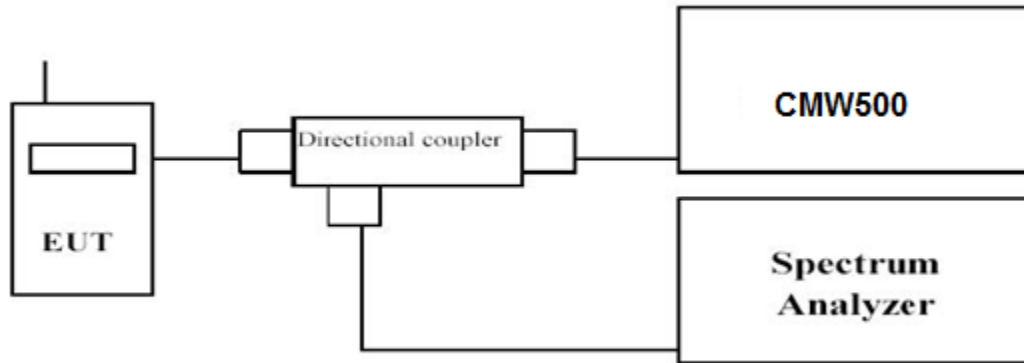 EUT
Directional coupler
CMW500
Spectrum
Analyzer